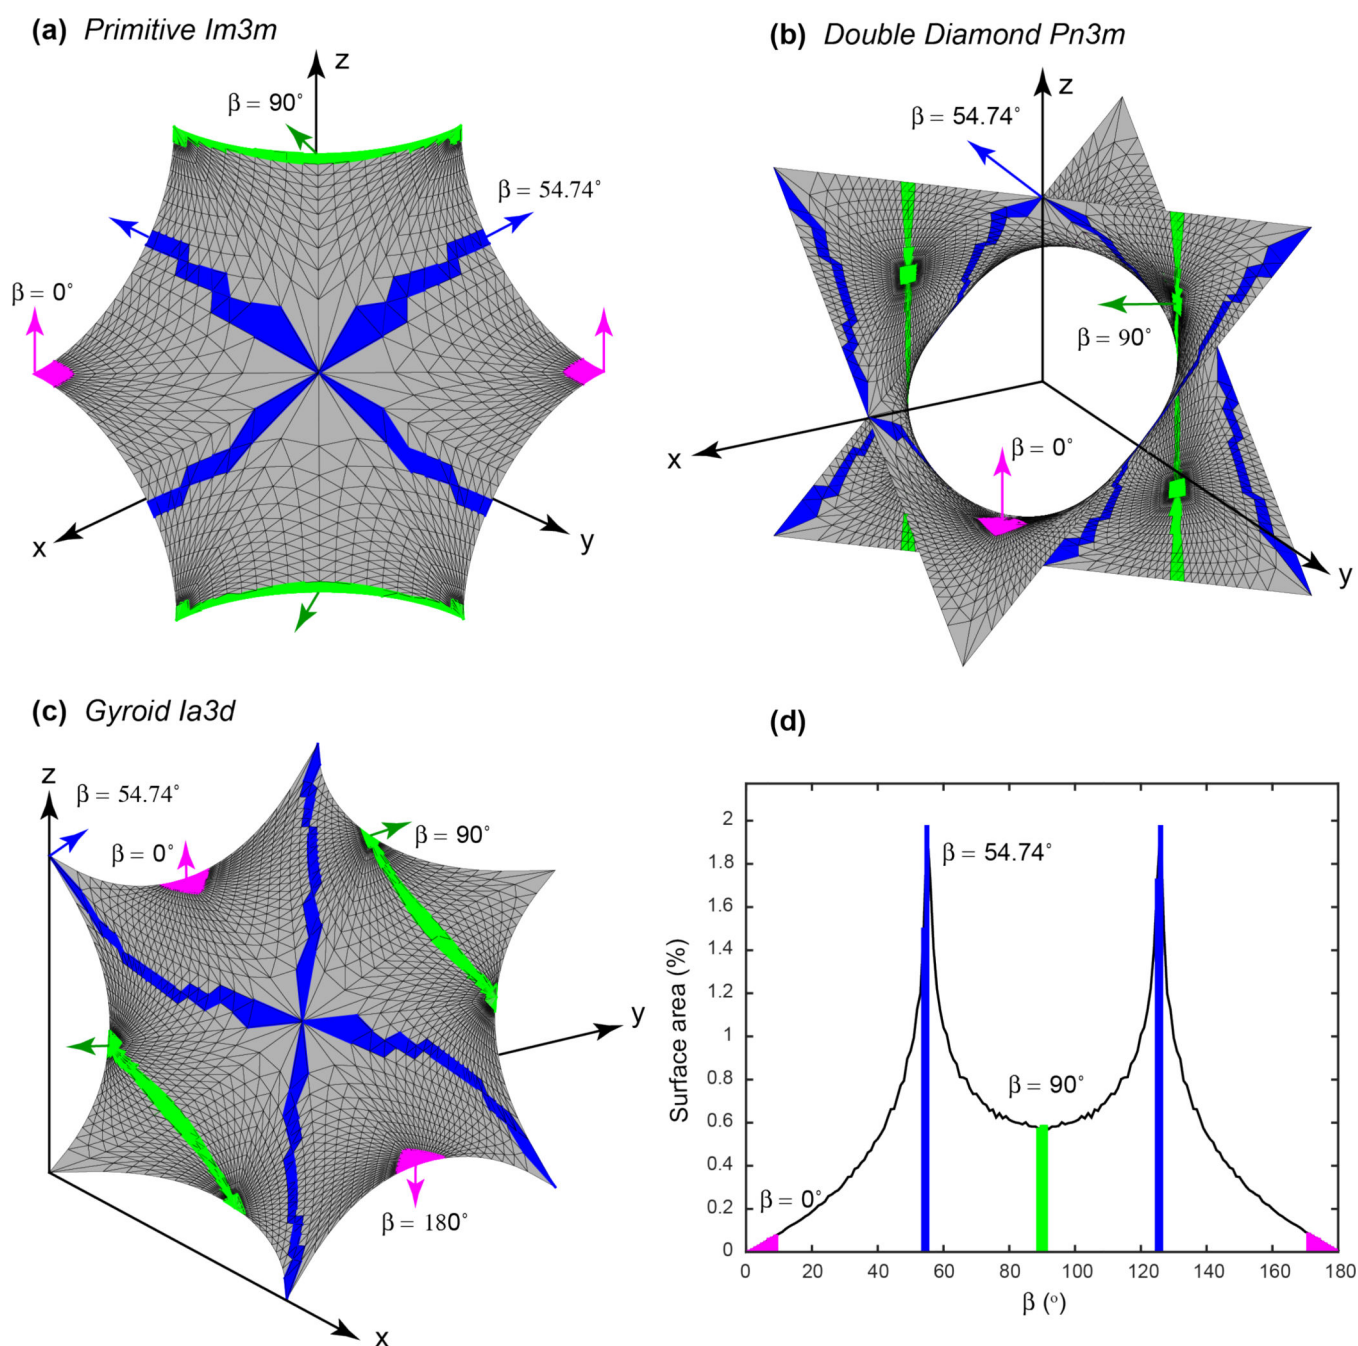 (a) Primitive Im3m
z
β = 90°
β = 54.74°
β = 0°
x
y
(b) Double Diamond Pn3m
z
β = 54.74°
β = 90°
β = 0°
x
y
(c) Gyroid Ia3d
z
β = 54.74°
β = 0°
β = 90°
y
β = 180°
x
(d)
2
1.8
1.6
1.4
1.2
1
0.8
0.6
0.4
0.2
0
Surface area (%)
β = 54.74°
β = 90°
β = 0°
0 20 40 60 80 100 120 140 160 180
β (°)